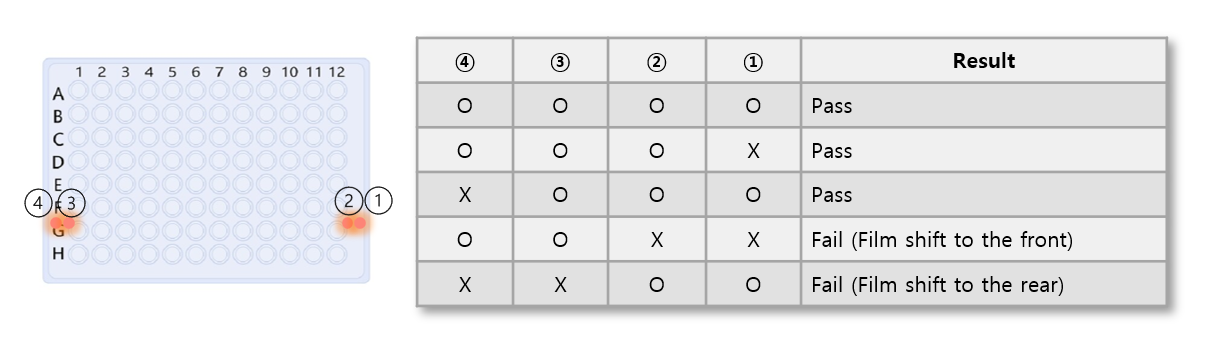 1 2 3 4 5 6 7 8 9 10 11 12
A
B
C
D
E
F
G
H
④ ③ ② ①
④ ③ ② ① Result
O O O O Pass
O O O X Pass
X O O O Pass
O O X X Fail (Film shift to the front)
X X O O Fail (Film shift to the rear)